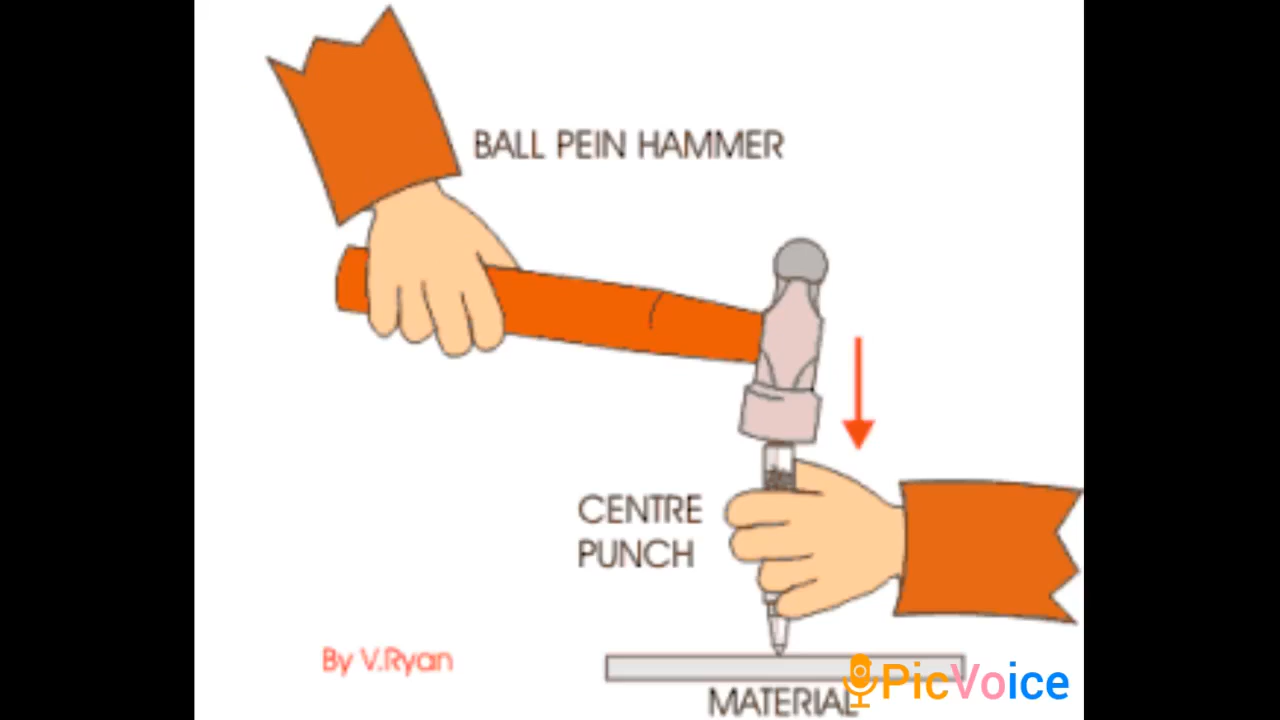 BALL PEIN HAMMER
CENTRE
PUNCH
By V.Ryan
MATERIAL
PicVoice